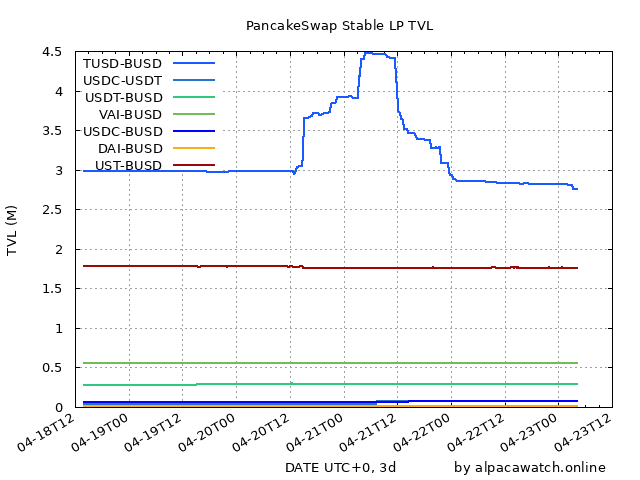 PancakeSwap Stable LP TVL
TVL (M)
4.5
4
3.5
3
2.5
2
1.5
1
0.5
0
TUSD-BUSD
USDC-USDT
USDT-BUSD
VAI-BUSD
USDC-BUSD
DAI-BUSD
UST-BUSD
04-18T12
04-19T00
04-19T12
04-20T00
04-20T12
04-21T00
04-21T12
04-22T00
04-22T12
04-23T00
04-23T12
DATE UTC+0, 3d
by alpacawatch.online